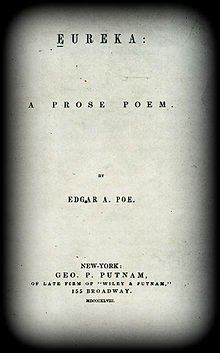 EUREKA:
A PROSE POEM.
BY
EDGAR A. POE.
NEW-YORK:
GEO. P. PUTNAM,
OF LATE FIRM OF "WILEY & PUTNAM,"
155 BROADWAY.
MDCCCXLVIII.